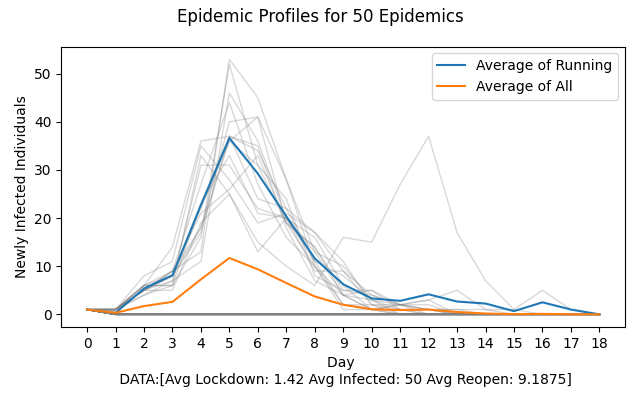 Epidemic Profiles for 50 Epidemics
Average of Running
Average of All
Newly Infected Individuals
50
40
30
20
10
0
0 1 2 3 4 5 6 7 8 9 10 11 12 13 14 15 16 17 18
Day
DATA:[Avg Lockdown: 1.42 Avg Infected: 50 Avg Reopen: 9.1875]